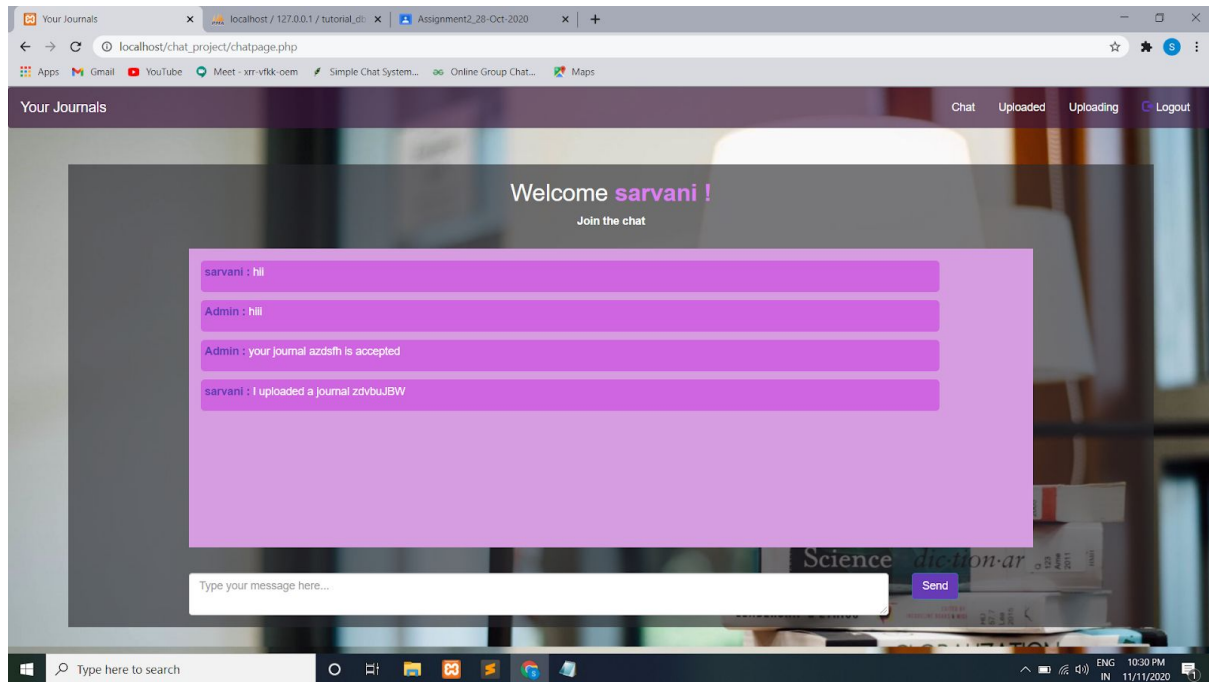 Your Journals
localhost / 127.0.0.1 / tutorial_db
Assignment2_28-Oct-2020
localhost/chat_project/chatpage.php
S
Apps
Gmail
YouTube
Meet - xrr-vfkk-oem
Simple Chat System...
Online Group Chat...
Maps
Your Journals
Chat
Uploaded
Uploading
Logout
Welcome sarvani !
Join the chat
sarvani : hii
Admin : hiii
Admin : your journal azdsfh is accepted
sarvani : I uploaded a journal zdvbuJBW
Science dic·tion·ar
Type your message here...
Send
Type here to search
ENG
IN
10:30 PM
11/11/2020